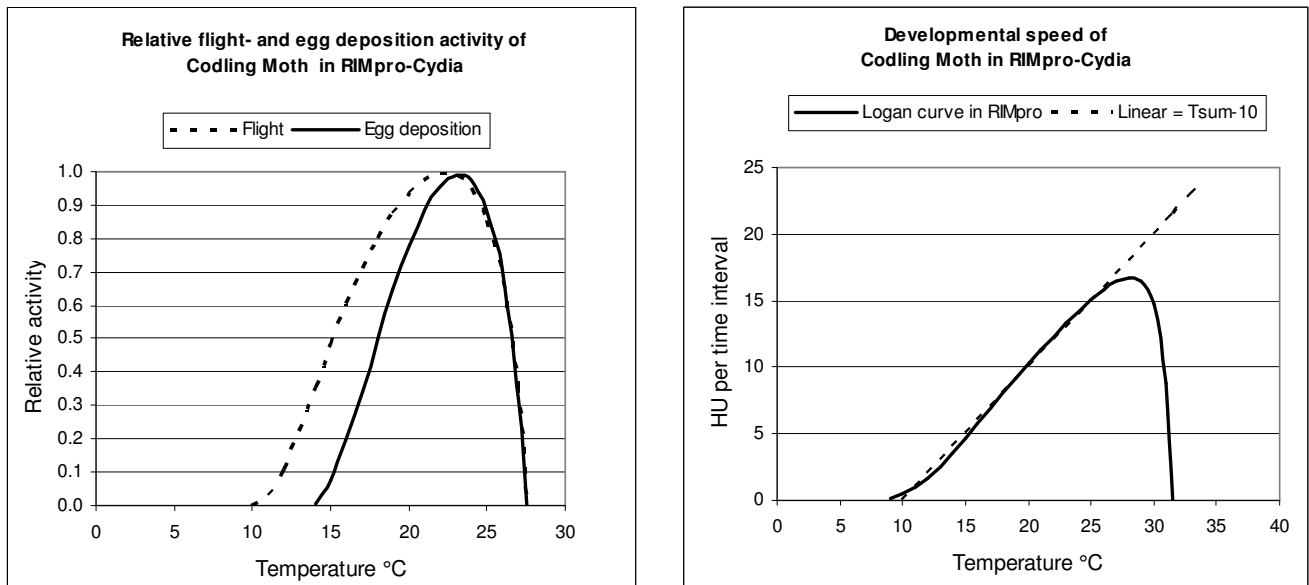 Relative flight- and egg deposition activity of
Codling Moth in RIMpro-Cydia
Flight Egg deposition
1.0
0.9
0.8
0.7
0.6
0.5
0.4
0.3
0.2
0.1
0.0
0 5 10 15 20 25 30
Relative activity
Temperature °C
Developmental speed of
Codling Moth in RIMpro-Cydia
Logan curve in RIMpro Linear = Tsum-10
25
20
15
10
5
0
0 5 10 15 20 25 30 35 40
HU per time interval
Temperature °C